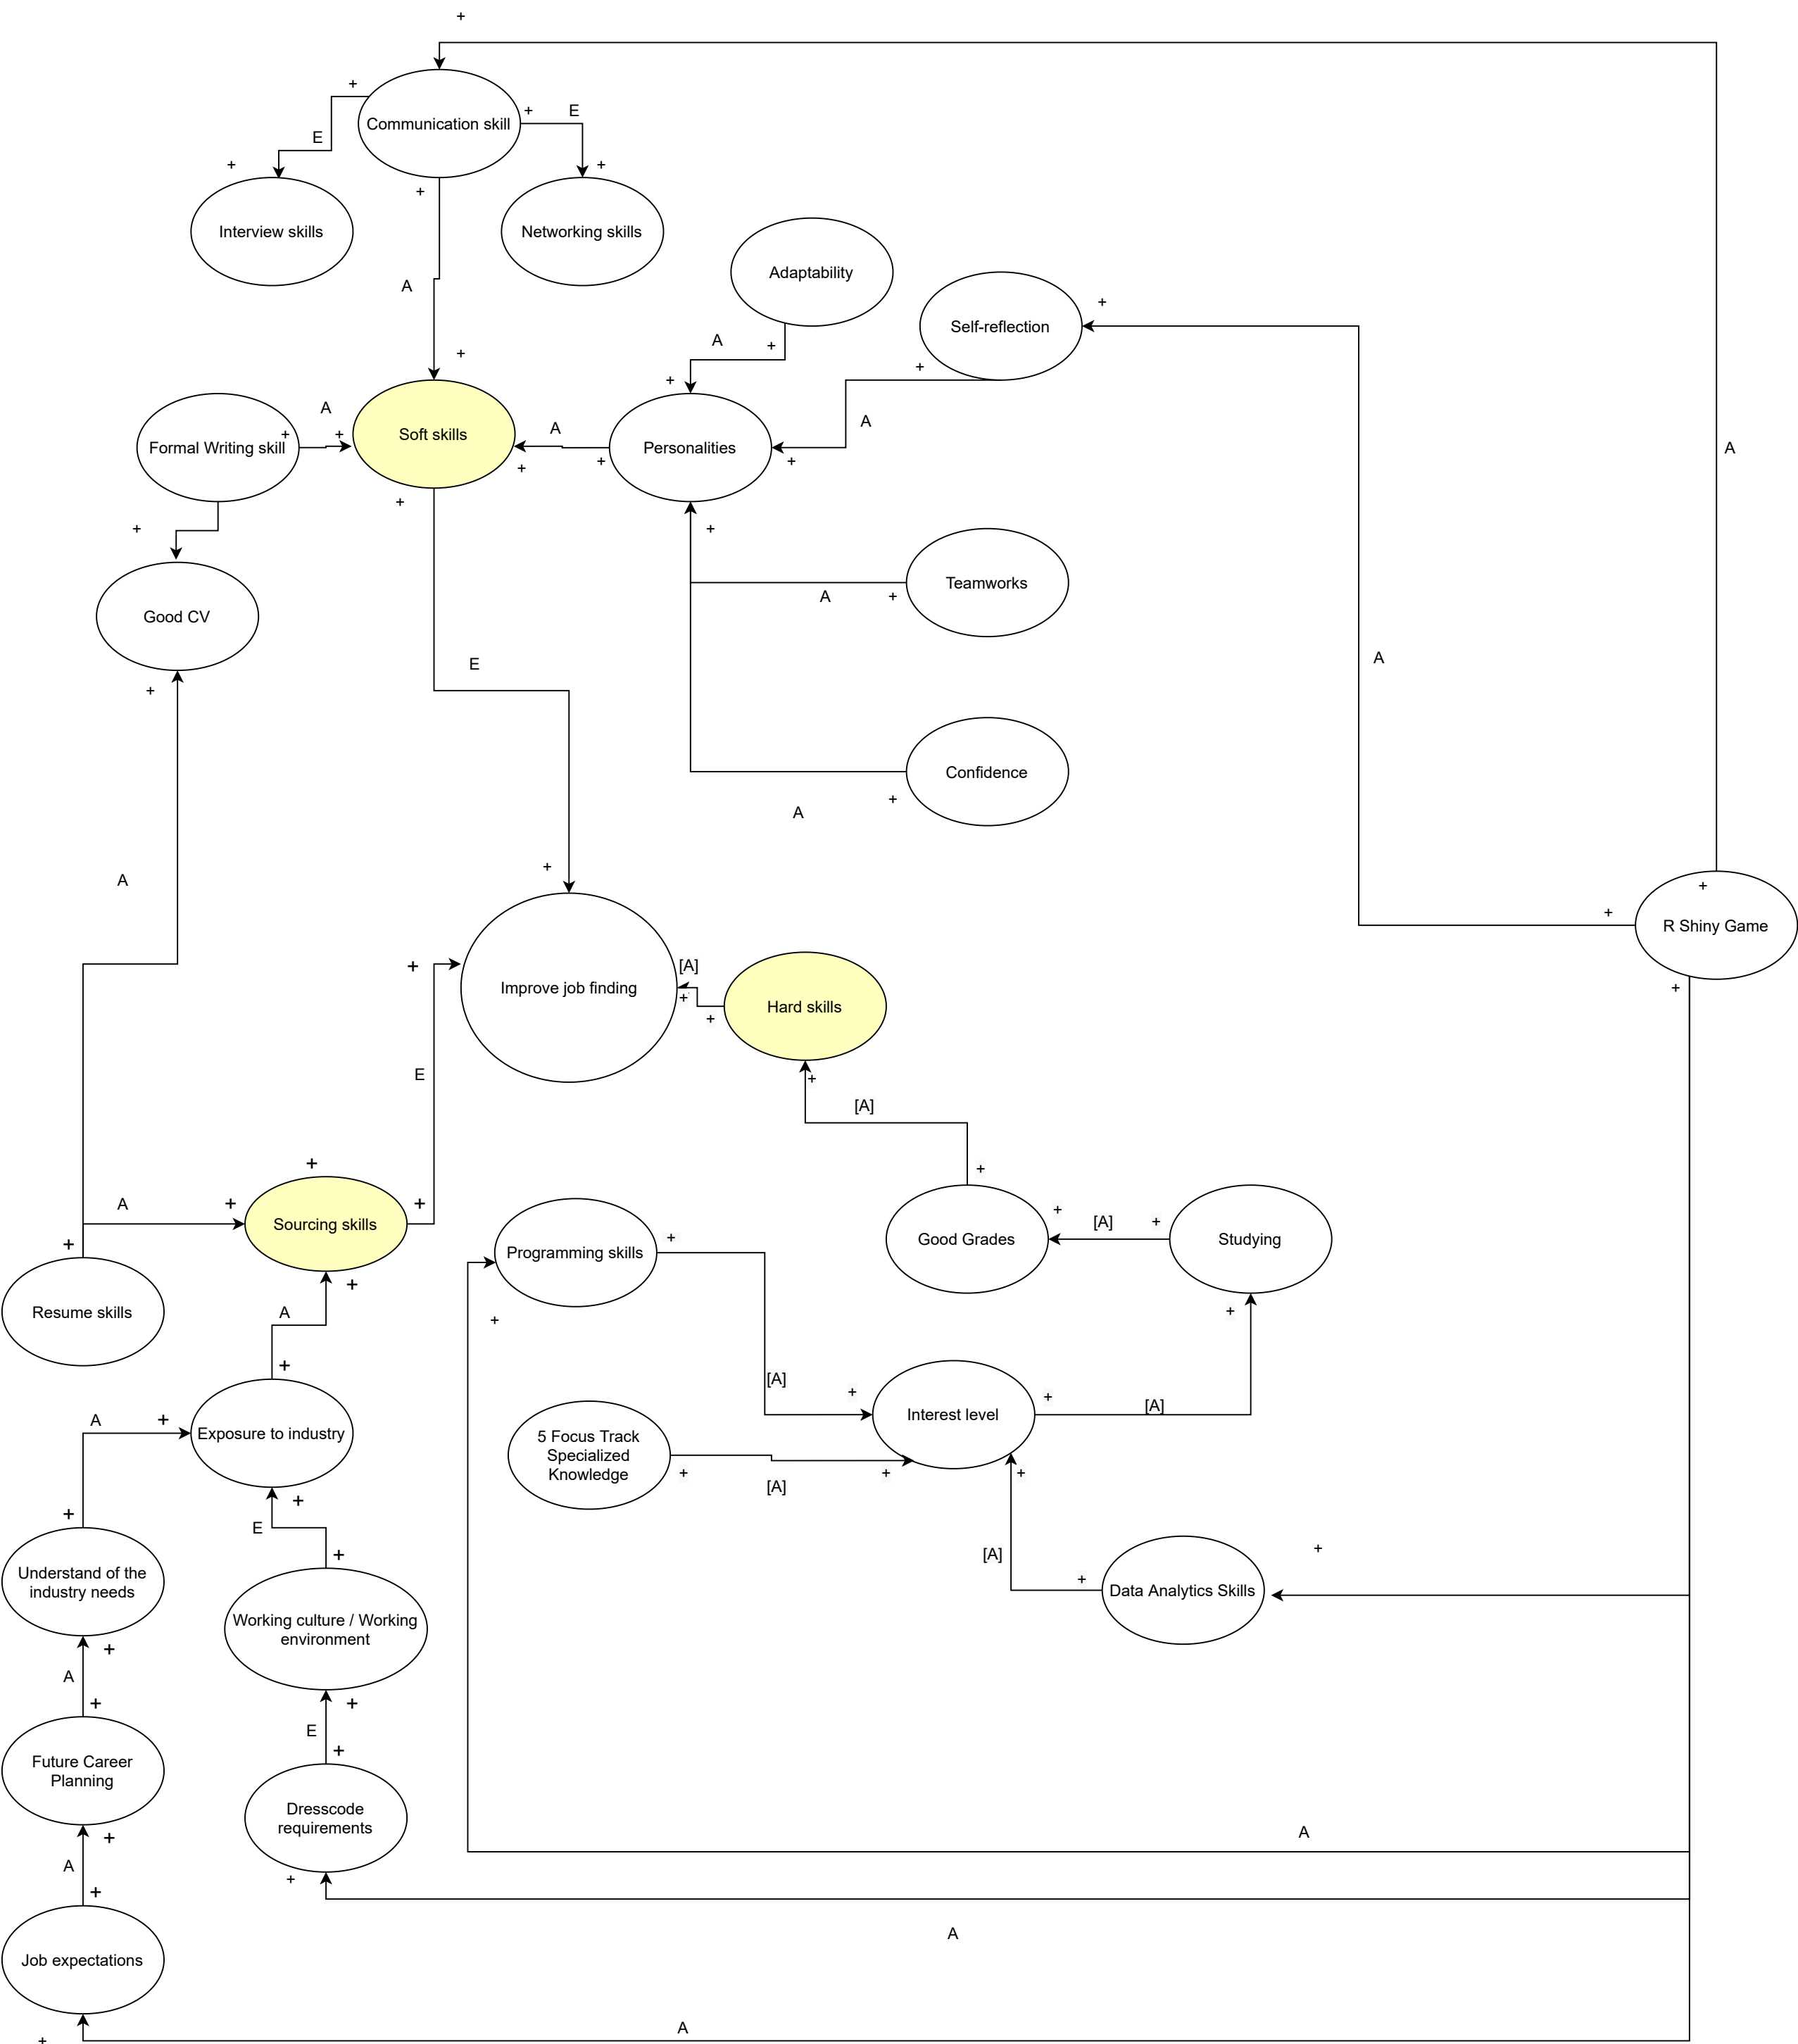 +
+
Communication skill
+
E
E
+
+
+
Interview skills
Networking skills
Adaptability
A
+
Self-reflection
+
A
+
+
+
+
A
A
A
+
+
Formal Writing skill
Soft skills
Personalities
A
+
+
+
+
+
+
A
Good CV
Teamworks
A
+
E
A
+
Confidence
+
A
+
A
+
R Shiny Game
+
+
[A]
+
Improve job finding
+
Hard skills
+
+
E
+
[A]
+
+
A
+
+
Sourcing skills
+
+
[A]
+
+
Programming skills
Good Grades
Studying
+
Resume skills
A
+
+
+
[A]
+
+
[A]
+
A
+
Interest level
Exposure to industry
5 Focus Track
Specialized
Knowledge
+
+
+
[A]
+
+
E
+
[A]
+
+
Understand of the
industry needs
Data Analytics Skills
Working culture / Working
environment
+
A
+
+
E
+
Future Career
Planning
Dresscode
requirements
A
+
A
+
+
A
Job expectations
A
+